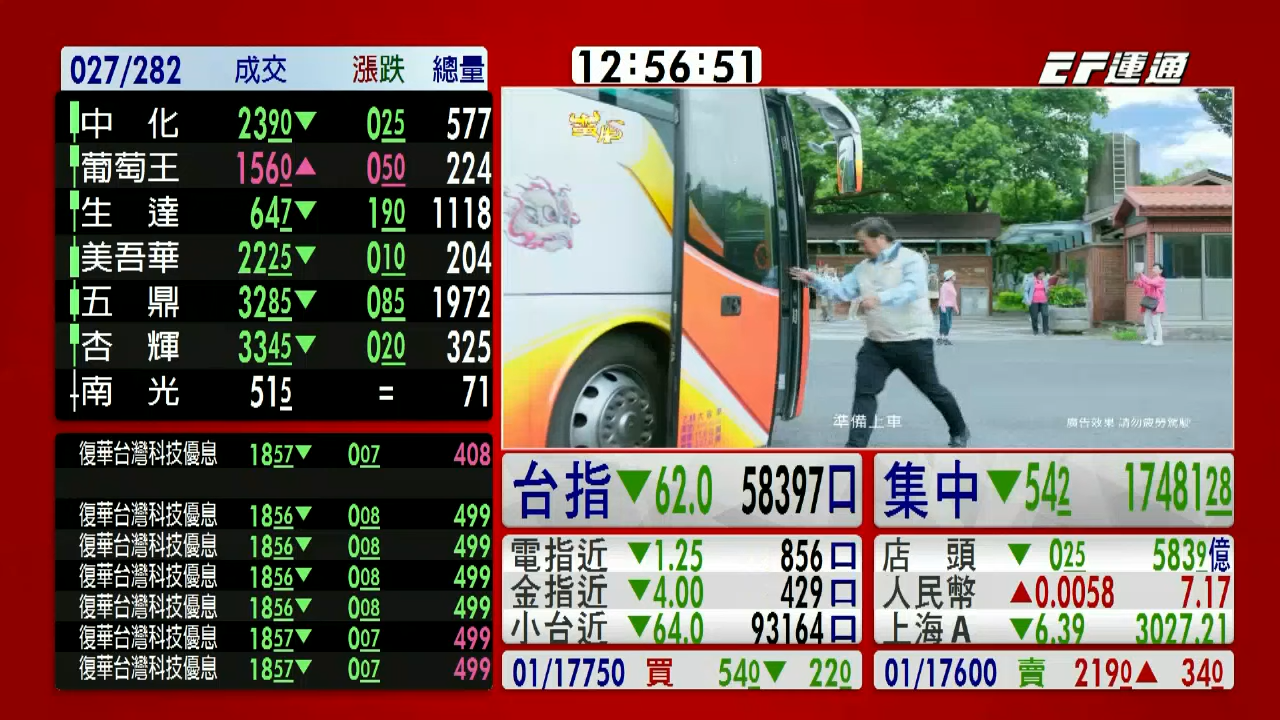 027/282 成交 漲跌 總量
12:56:51
EF運通
中化 2390▼ 025 577
葡萄王 1560▲ 050 224
生達 647▼ 190 1118
美吾華 2225▼ 010 204
五鼎 3285▼ 085 1972
杏輝 3345▼ 020 325
南光 515 = 71
準備上車
廣告效果 請勿疲勞駕駛
復華台灣科技優息 1857▼ 007 408
復華台灣科技優息 1856▼ 008 499
復華台灣科技優息 1856▼ 008 499
復華台灣科技優息 1856▼ 008 499
復華台灣科技優息 1856▼ 008 499
復華台灣科技優息 1857▼ 007 499
復華台灣科技優息 1857▼ 007 499
台指▼62.0 58397口
集中▼542 1748128
電指近 ▼1.25 856口
金指近 ▼4.00 429口
小台近 ▼64.0 93164口
店頭 ▼ 025 5839億
人民幣 ▲0.0058 7.17
上海A ▼6.39 3027.21
01/17750 買 540▼ 220
01/17600 賣 2190▲ 340